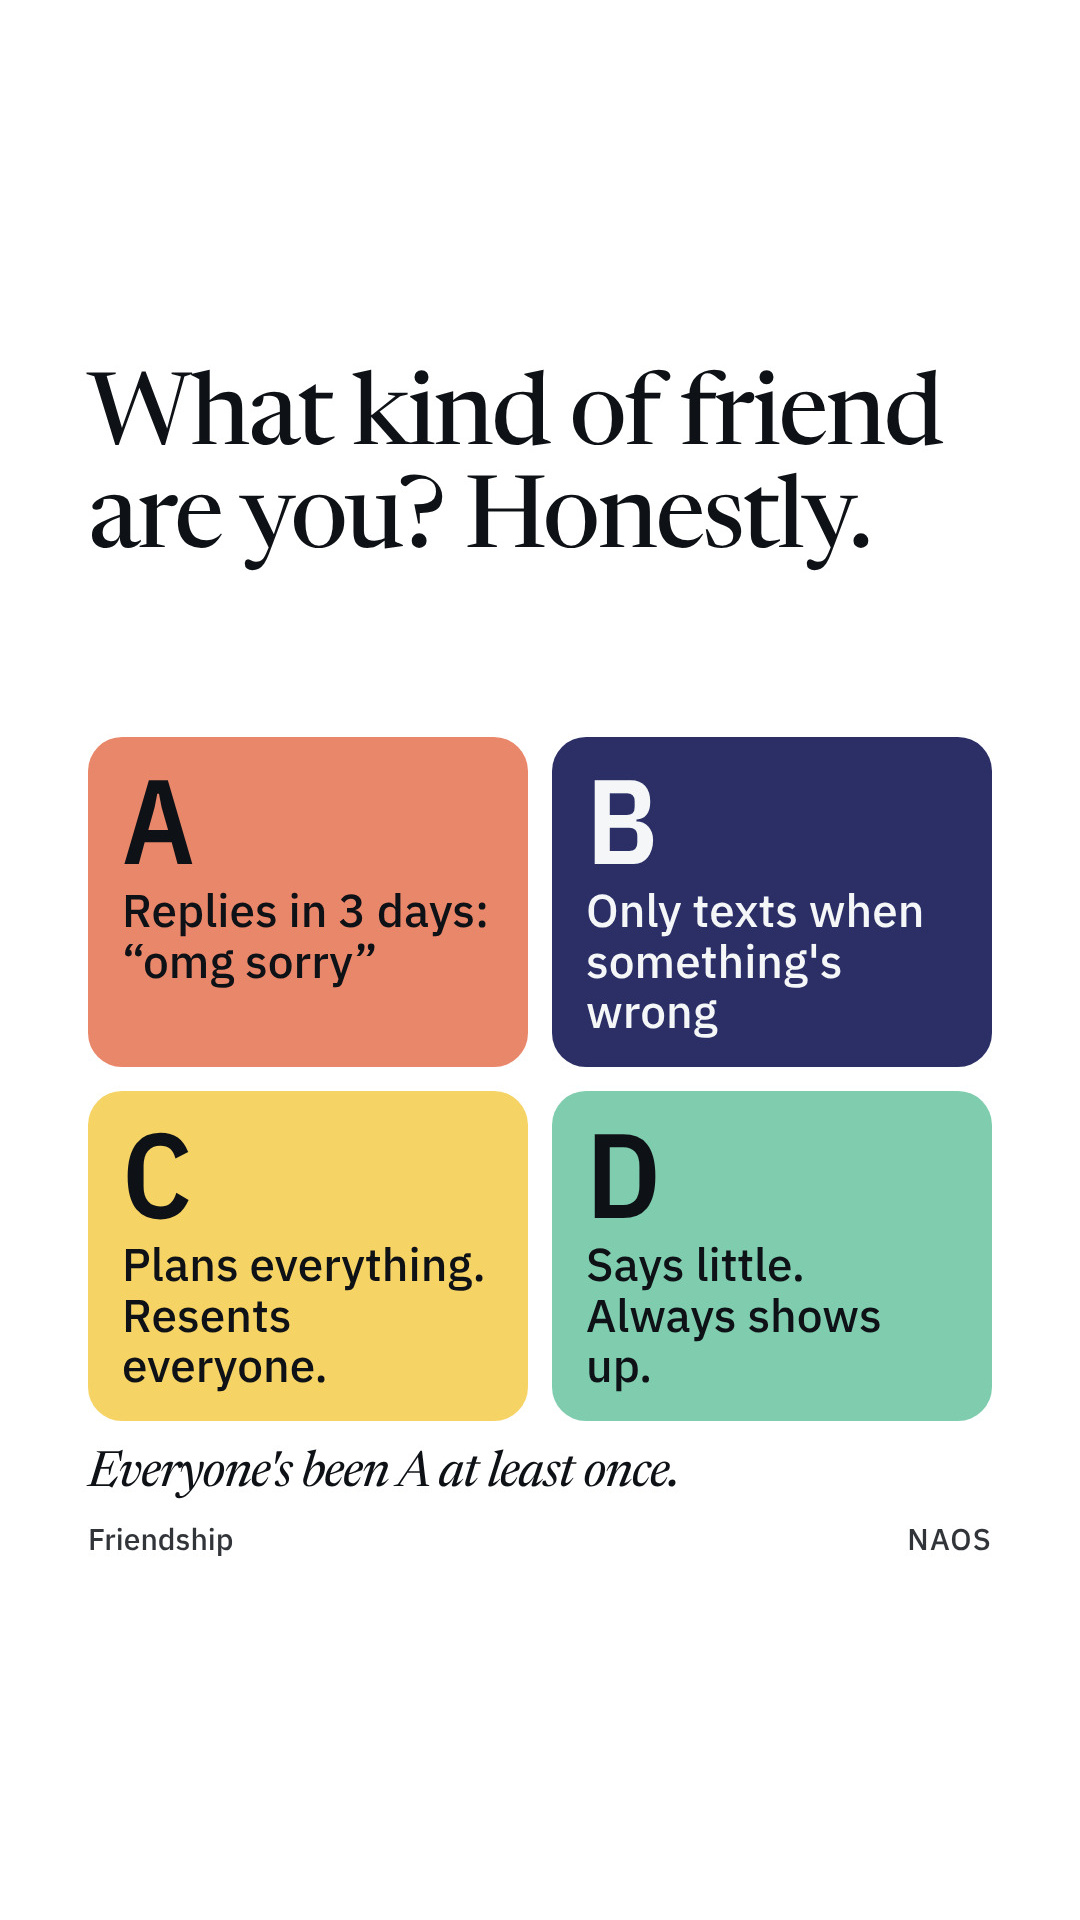 What kind of friend
are you? Honestly.
A
Replies in 3 days:
“omg sorry”
B
Only texts when
something's
wrong
C
Plans everything.
Resents
everyone.
D
Says little.
Always shows
up.
Everyone's been A at least once.
Friendship
NAOS